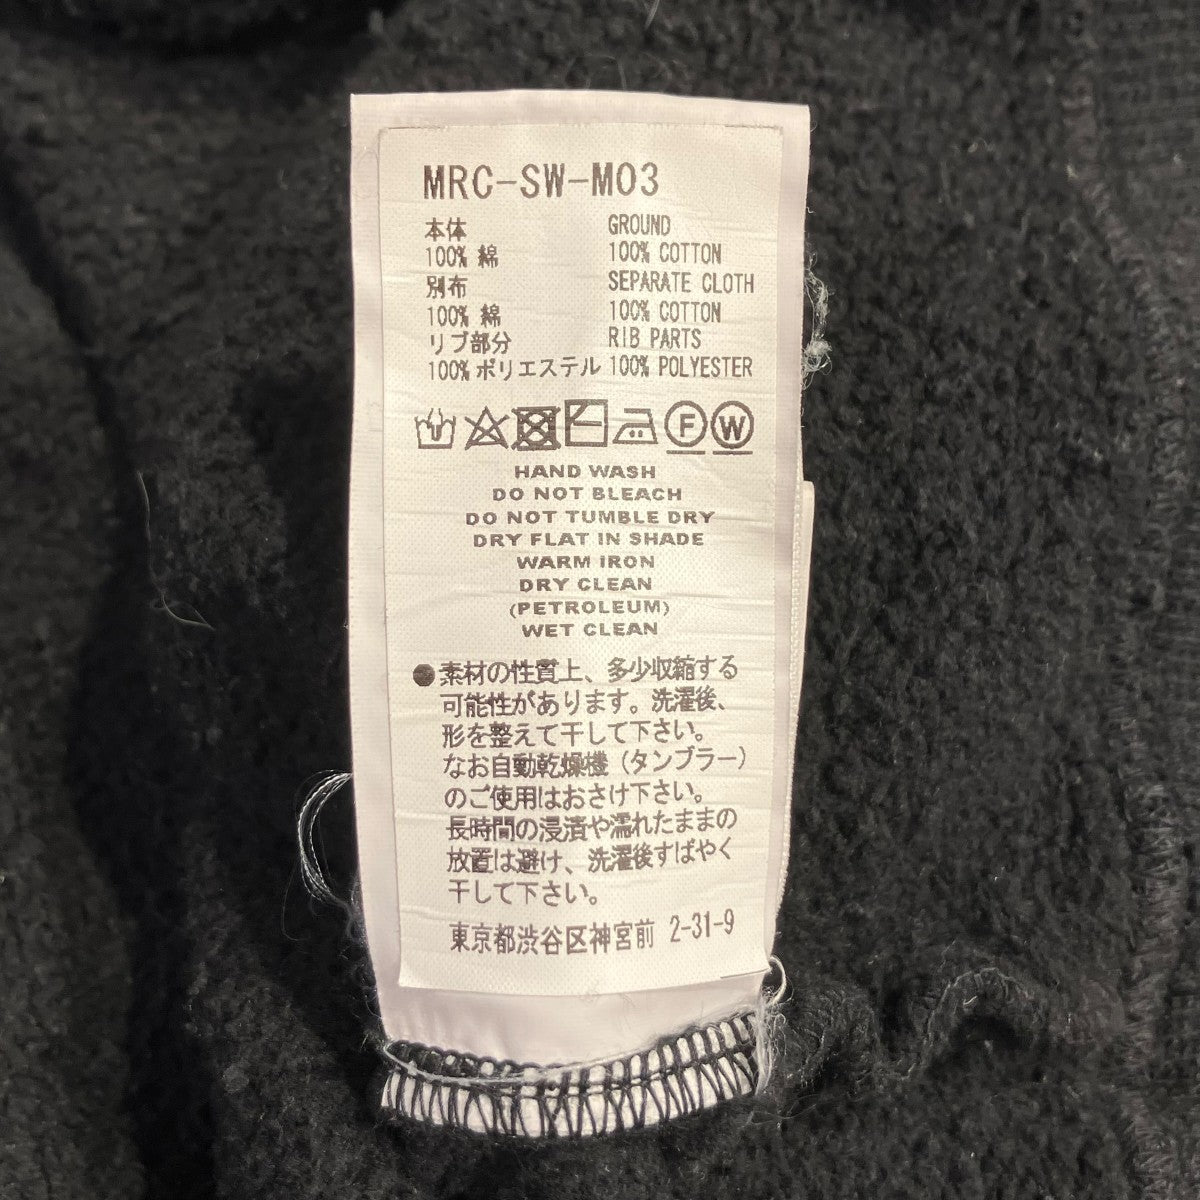 MRC-SW-M03
本体 GROUND
100% 綿 100% COTTON
別布 SEPARATE CLOTH
100% 綿 100% COTTON
リブ部分 RIB PARTS
100% ポリエステル 100% POLYESTER
F W
HAND WASH
DO NOT BLEACH
DO NOT TUMBLE DRY
DRY FLAT IN SHADE
WARM IRON
DRY CLEAN
(PETROLEUM)
WET CLEAN
●素材の性質上、多少収縮する
可能性があります。洗濯後、
形を整えて干して下さい。
なお自動乾燥機(タンブラー)
のご使用はおさけ下さい。
長時間の浸漬や濡れたままの
放置は避け、洗濯後すばやく
干して下さい。
東京都渋谷区神宮前 2-31-9